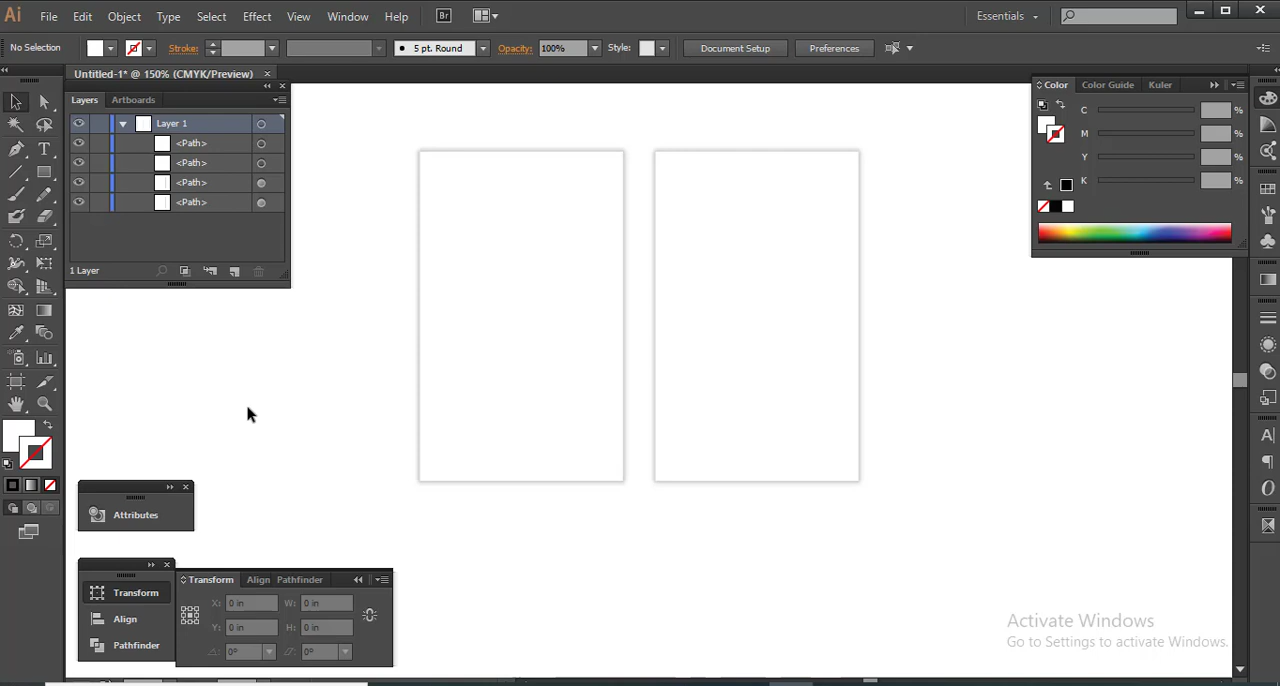 Ai File Edit Object Type Select Effect View Window Help Br Essentials
No Selection Stroke: 5 pt. Round Opacity: 100% Style: Document Setup Preferences
Untitled-1* @ 150% (CMYK/Preview)
Layers Artboards
Layer 1
<Path>
<Path>
<Path>
<Path>
1 Layer
Color Color Guide Kuler
C %
M %
Y %
K %
Attributes
Transform
Align
Pathfinder
Transform Align Pathfinder
X: 0 in W: 0 in
Y: 0 in H: 0 in
0° 0°
Activate Windows
Go to Settings to activate Windows.